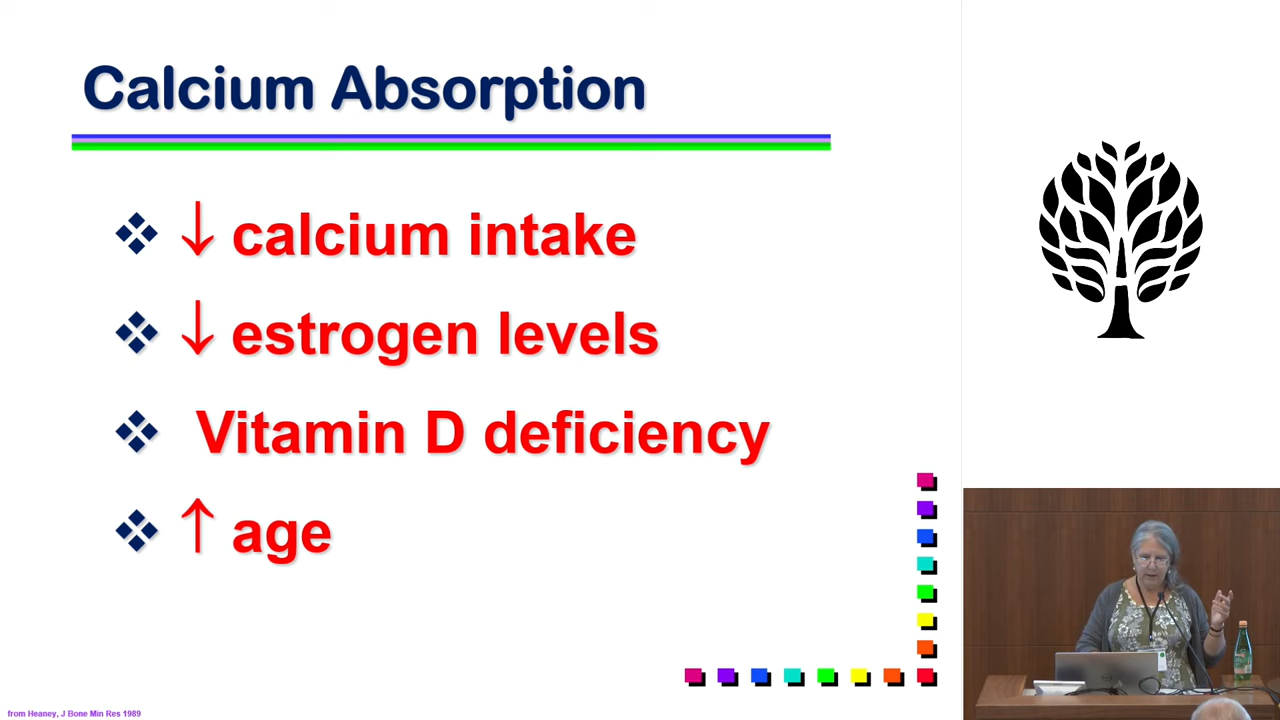 Calcium Absorption
❖ ↓ calcium intake
❖ ↓ estrogen levels
❖ Vitamin D deficiency
❖ ↑ age
from Heaney, J Bone Min Res 1989